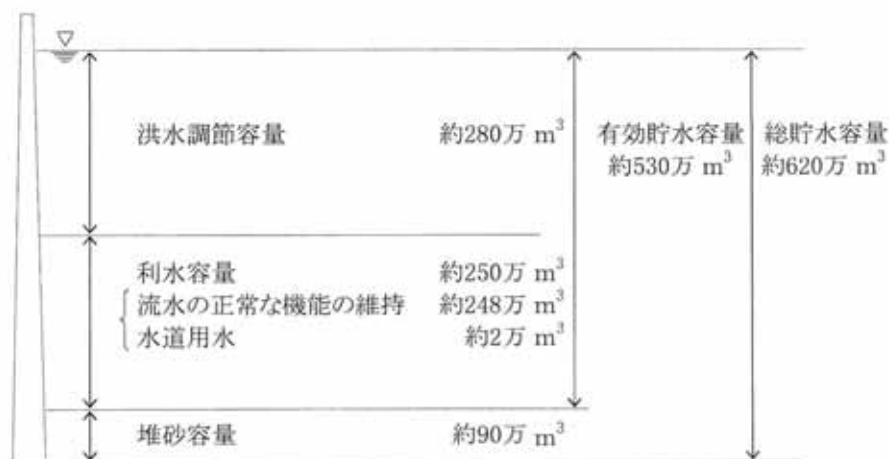 洪水調節容量 約280万 m³
有効貯水容量
約530万 m³
総貯水容量
約620万 m³
利水容量 約250万 m³
流水の正常な機能の維持 約248万 m³
水道用水 約2万 m³
堆砂容量 約90万 m³